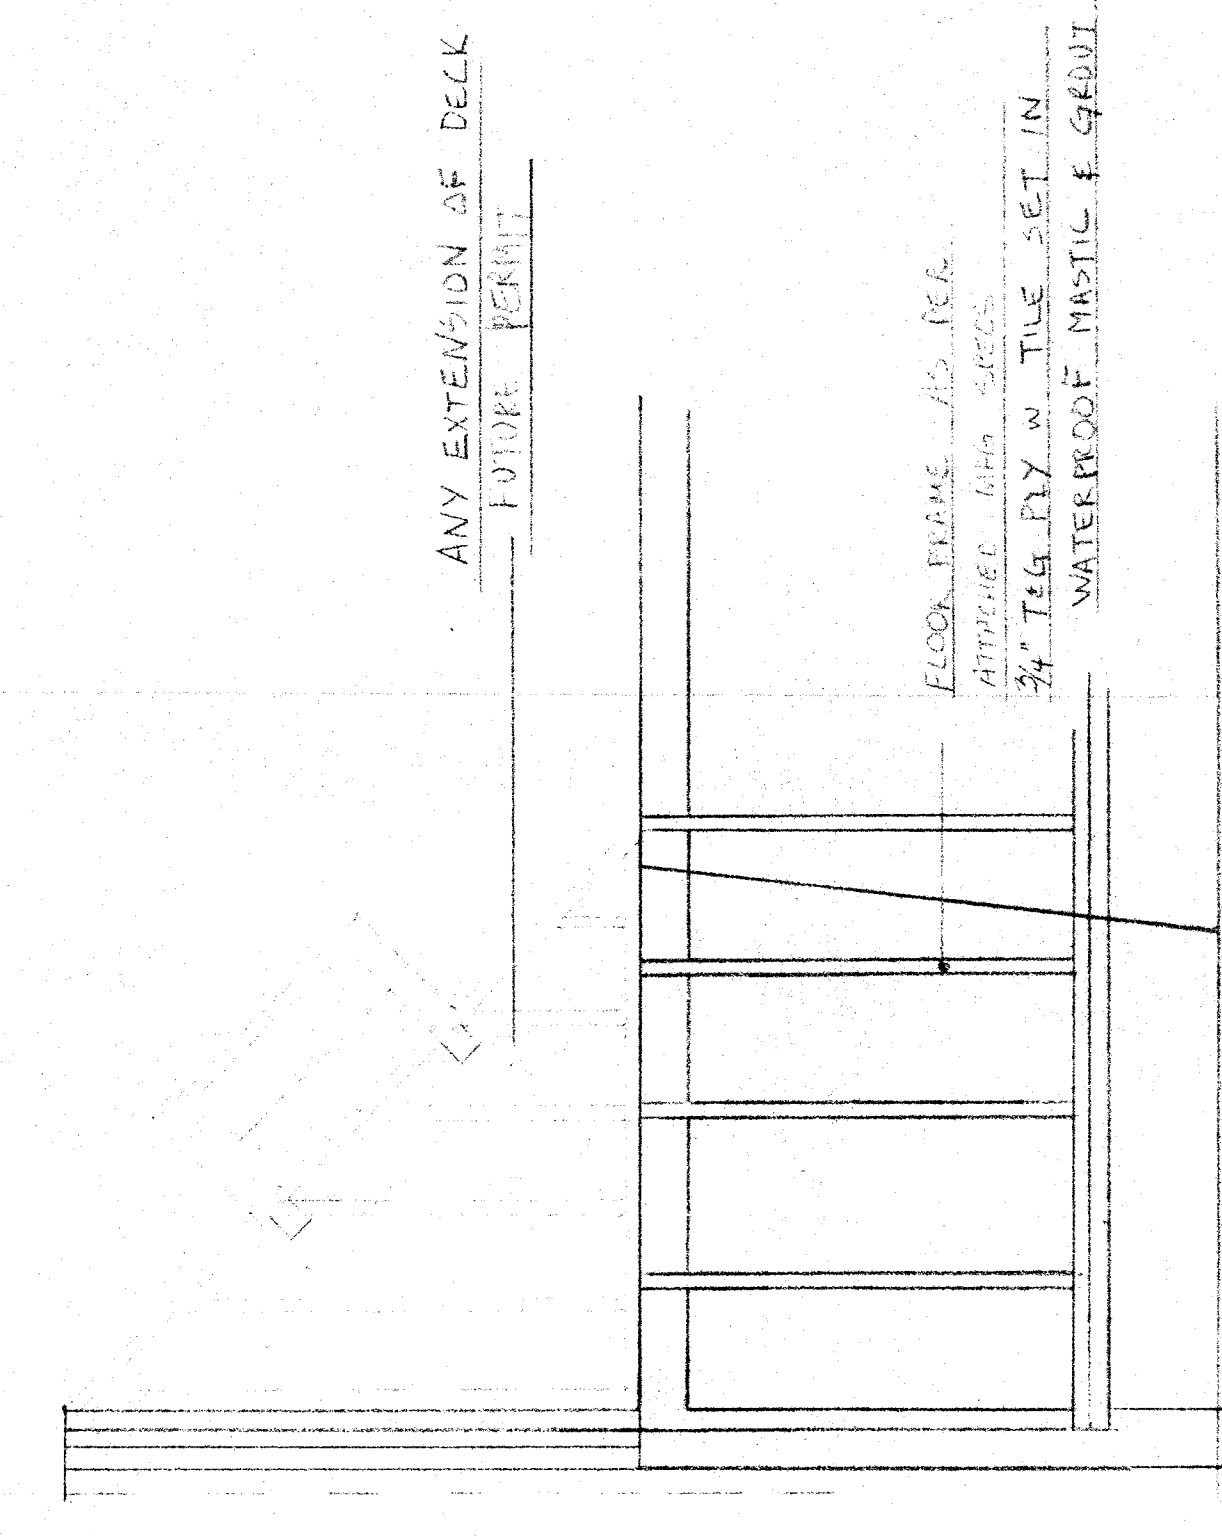 ANY EXTENSION OF DECK
FUTURE PERMIT
FLOOR FRAME AS PER
ATTACHED MFG SPECS
3/4" T&G PLY W TILE SET IN
WATERPROOF MASTIC & GROUT